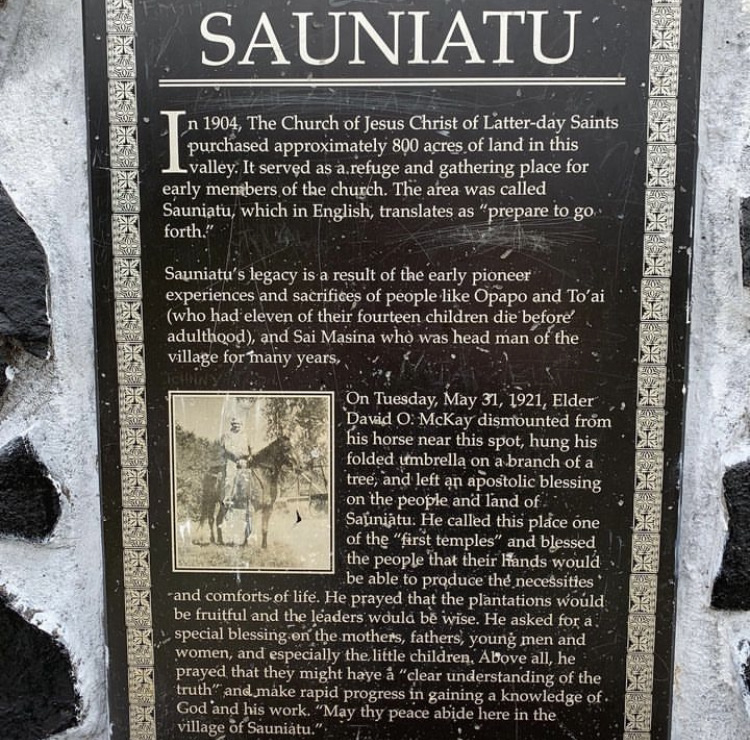 SAUNIATU
In 1904, The Church of Jesus Christ of Latter-day Saints
purchased approximately 800 acres of land in this
valley. It served as a refuge and gathering place for
early members of the church. The area was called
Sauniatu, which in English, translates as “prepare to go
forth.”
Sauniatu's legacy is a result of the early pioneer
experiences and sacrifices of people like Opapo and To'ai
(who had eleven of their fourteen children die before
adulthood), and Sai Masina who was head man of the
village for many years.
On Tuesday, May 31, 1921, Elder
David O. McKay dismounted from
his horse near this spot, hung his
folded umbrella on a branch of a
tree, and left an apostolic blessing
on the people and land of
Sauniatu. He called this place one
of the “first temples” and blessed
the people that their hands would
be able to produce the necessities
and comforts of life. He prayed that the plantations would
be fruitful and the leaders would be wise. He asked for a
special blessing on the mothers, fathers, young men and
women, and especially the little children. Above all, he
prayed that they might have a “clear understanding of the
truth” and make rapid progress in gaining a knowledge of
God and his work. “May thy peace abide here in the
village of Sauniatu.”